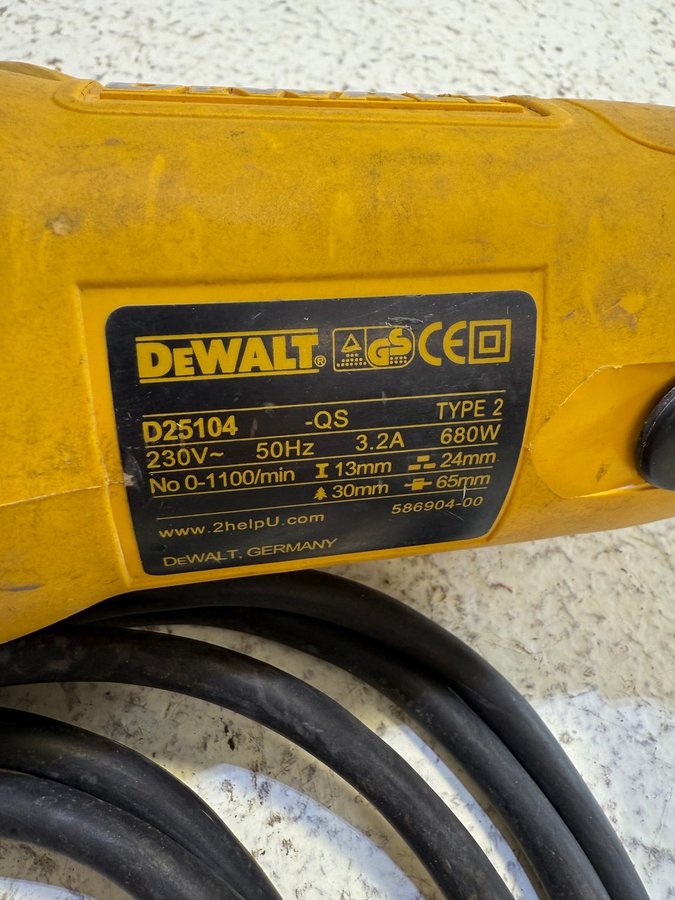 DEWALT®
GS CE
D25104 -QS TYPE 2
230V~ 50Hz 3.2A 680W
No 0-1100/min 13mm 24mm
30mm 65mm
586904-00
www.2helpU.com
DEWALT, GERMANY